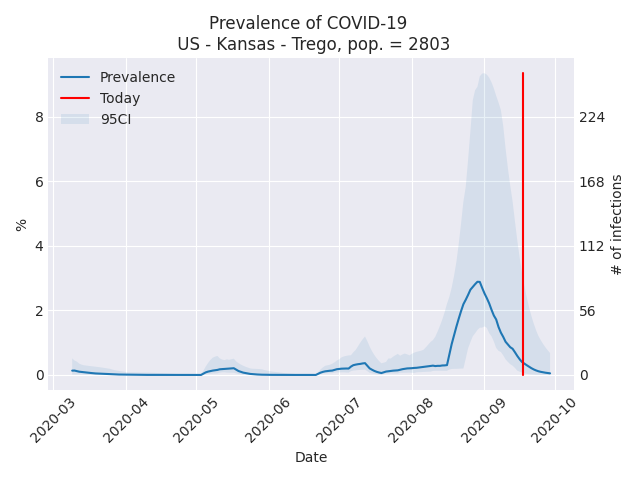 Prevalence of COVID-19
US - Kansas - Trego, pop. = 2803
Prevalence
Today
95CI
8
6
4
2
0
224
168
112
56
0
%
# of infections
2020-03
2020-04
2020-05
2020-06
2020-07
2020-08
2020-09
2020-10
Date